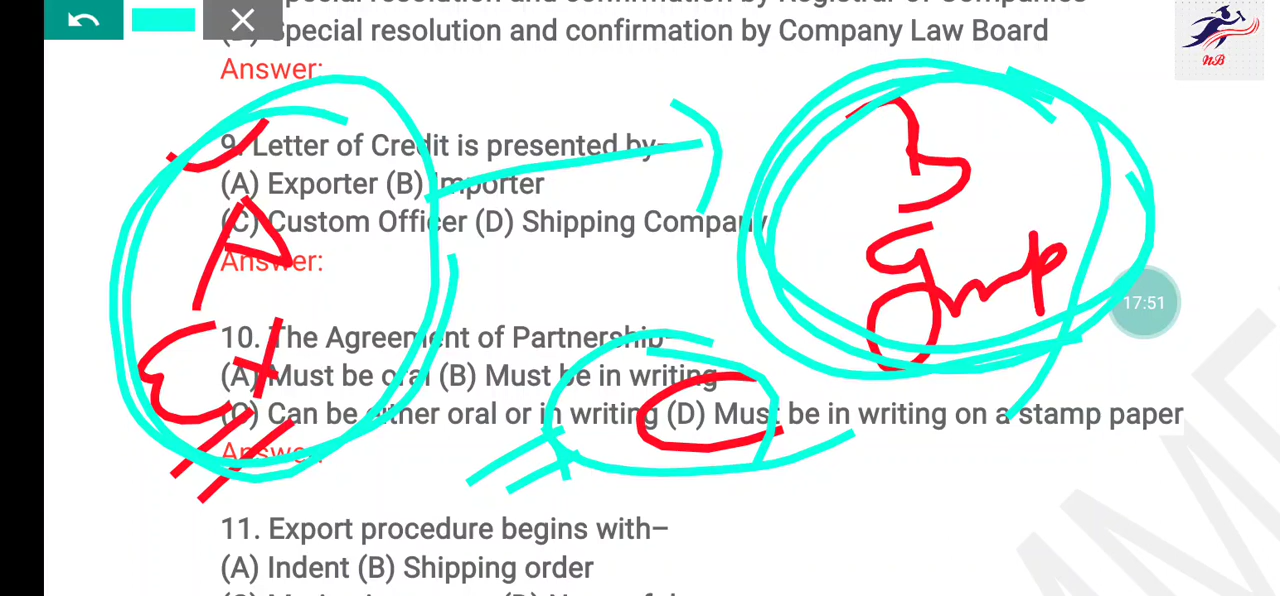 (D) Special resolution and confirmation by Company Law Board
Answer:
9. Letter of Credit is presented by–
(A) Exporter (B) Importer
(C) Custom Officer (D) Shipping Company
Answer:
10. The Agreement of Partnership–
(A) Must be oral (B) Must be in writing
(C) Can be either oral or in writing (D) Must be in writing on a stamp paper
Answer:
11. Export procedure begins with–
(A) Indent (B) Shipping order
NB
17:51
A
Ex
B
Imp